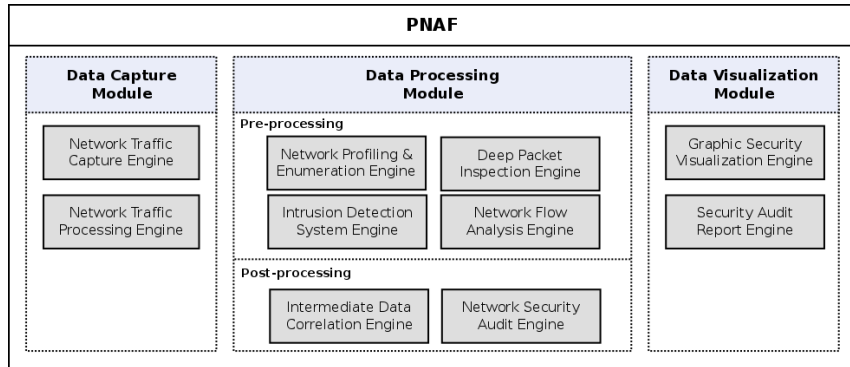 PNAF
Data Capture
Module
Network Traffic
Capture Engine
Network Traffic
Processing Engine
Data Processing
Module
Pre-processing
Network Profiling &
Enumeration Engine
Deep Packet
Inspection Engine
Intrusion Detection
System Engine
Network Flow
Analysis Engine
Post-processing
Intermediate Data
Correlation Engine
Network Security
Audit Engine
Data Visualization
Module
Graphic Security
Visualization Engine
Security Audit
Report Engine